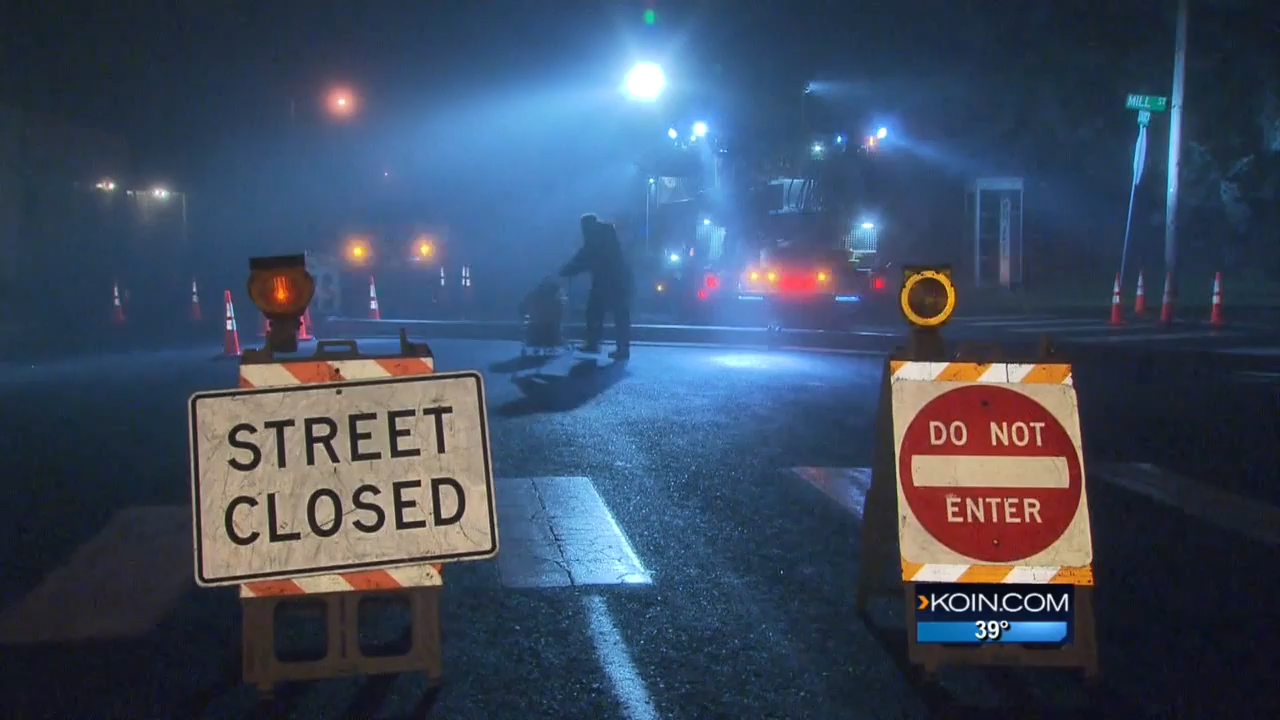 MILL ST
STREET
CLOSED
DO NOT
ENTER
KOIN.COM
39°